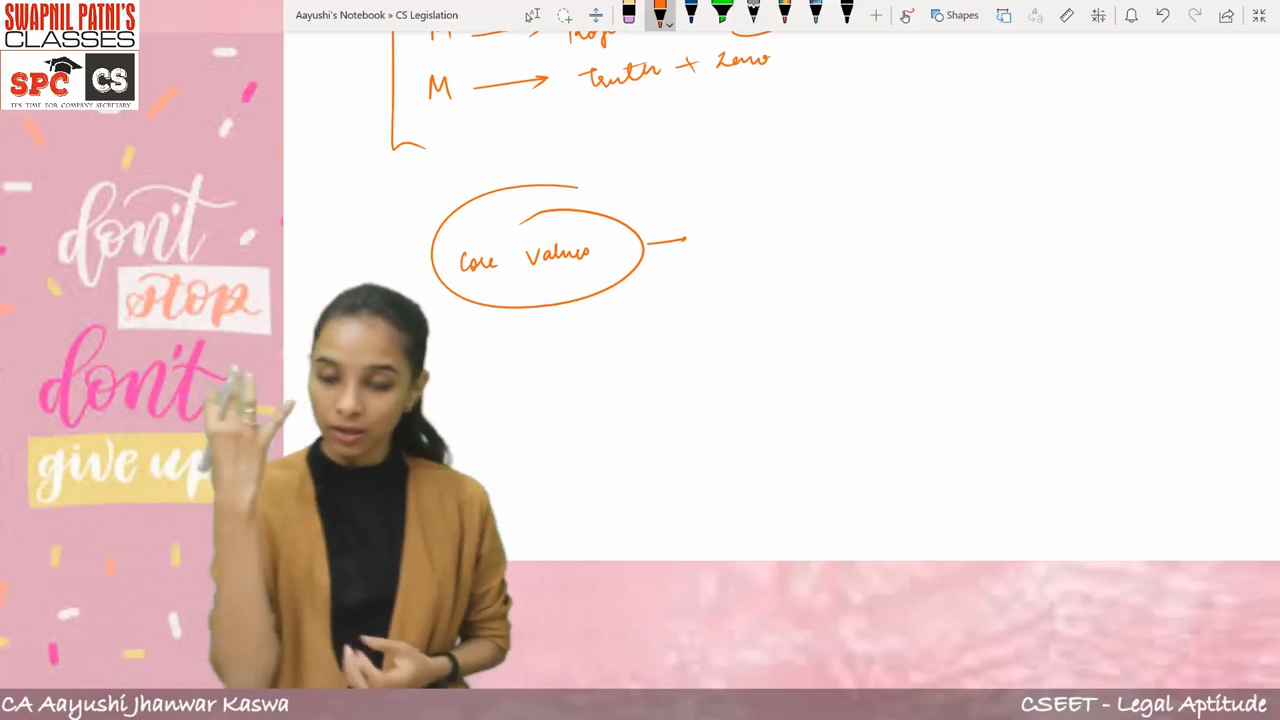 SWAPNIL PATNI'S
CLASSES
SPC CS
IT'S TIME FOR COMPANY SECRETARY
Aayushi's Notebook » CS Legislation
Shapes
M → Truth +
Core Values
don't
stop
don't
give up
CA Aayushi Jhanwar Kaswa
CSEET - Legal Aptitude